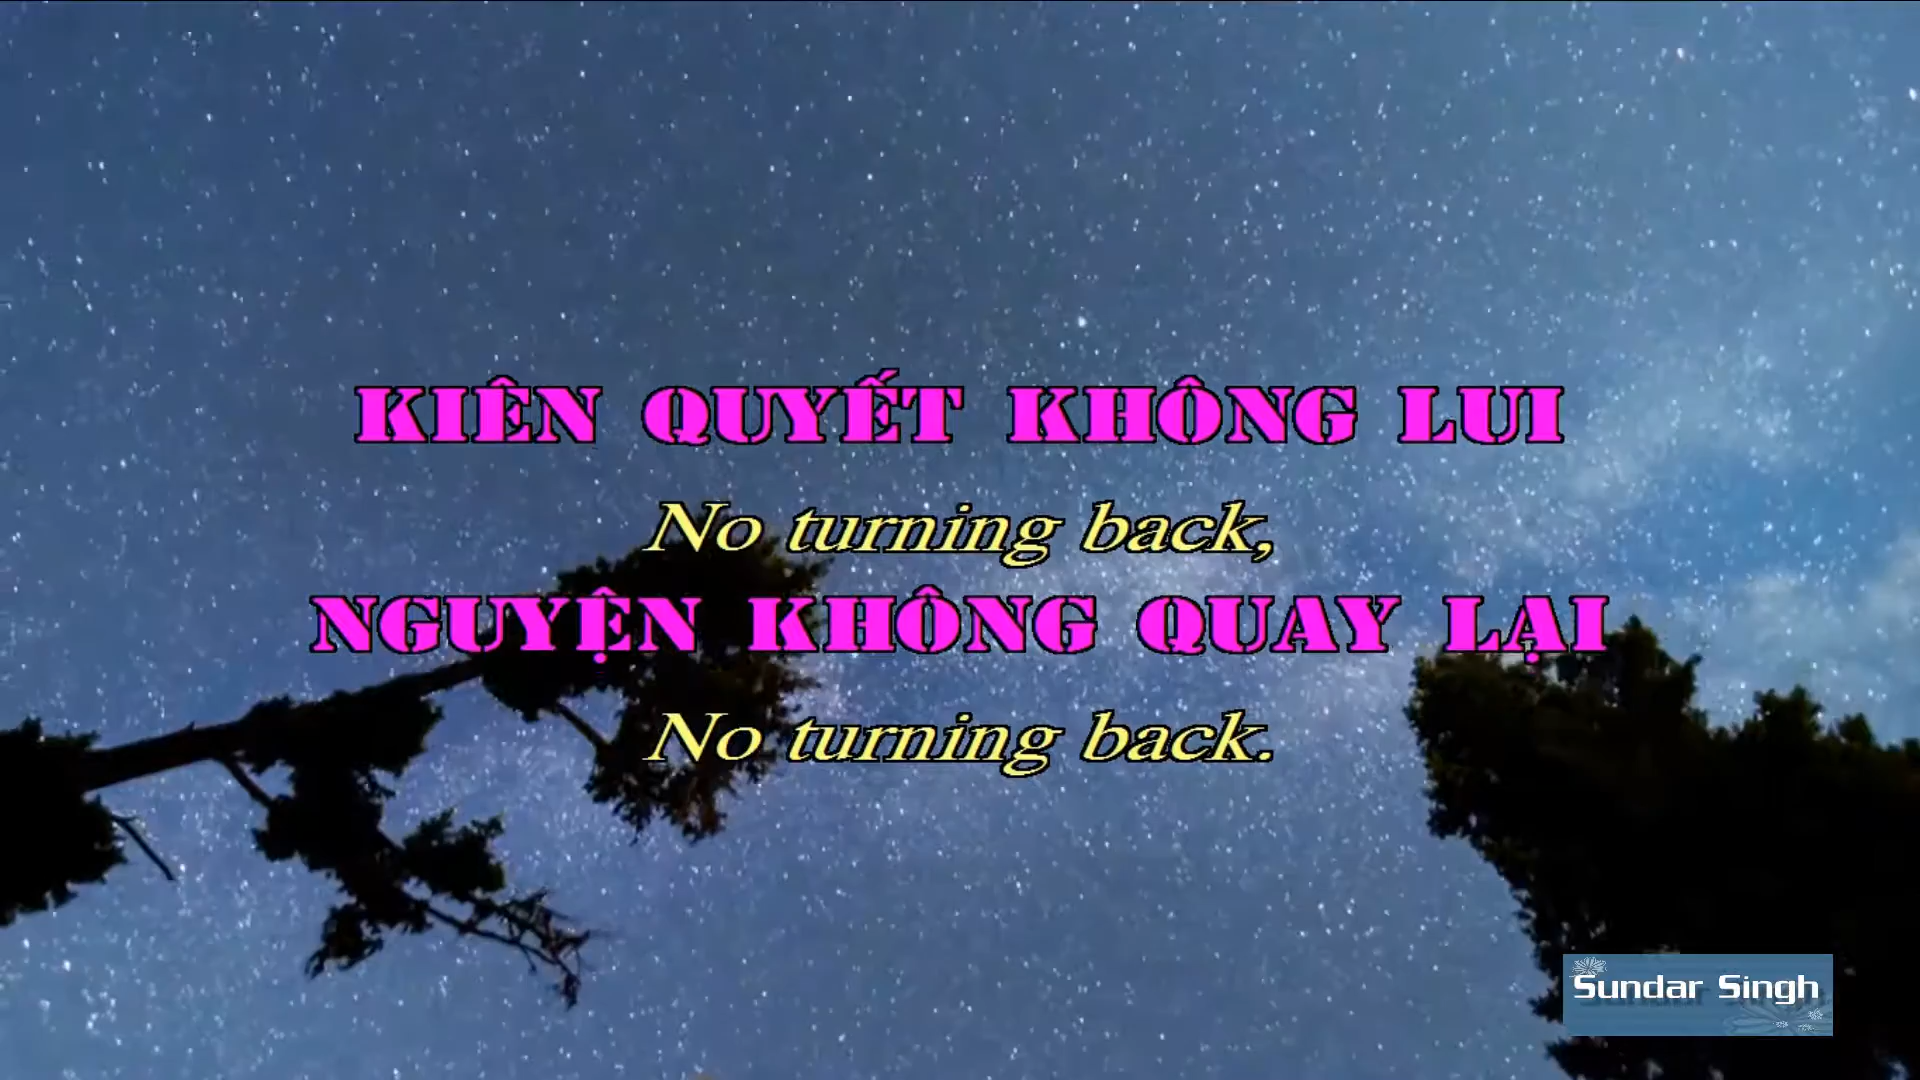 KIÊN QUYẾT KHÔNG LUI
No turning back,
NGUYỆN KHÔNG QUAY LẠI
No turning back.
Sundar Singh